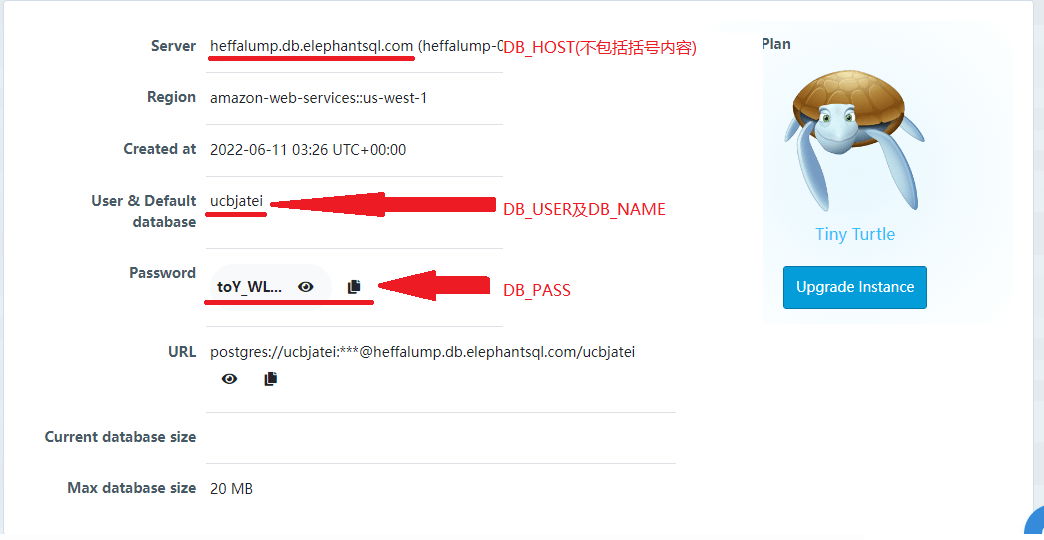 Server heffalump.db.elephantsql.com (heffalump-0 DB_HOST(不包括括号内容)
Plan
Region amazon-web-services::us-west-1
Created at 2022-06-11 03:26 UTC+00:00
User & Default
database
ucbjatei
DB_USER及DB_NAME
Tiny Turtle
Upgrade Instance
Password toY_WL... DB_PASS
URL postgres://ucbjatei:***@heffalump.db.elephantsql.com/ucbjatei
Current database size
Max database size 20 MB